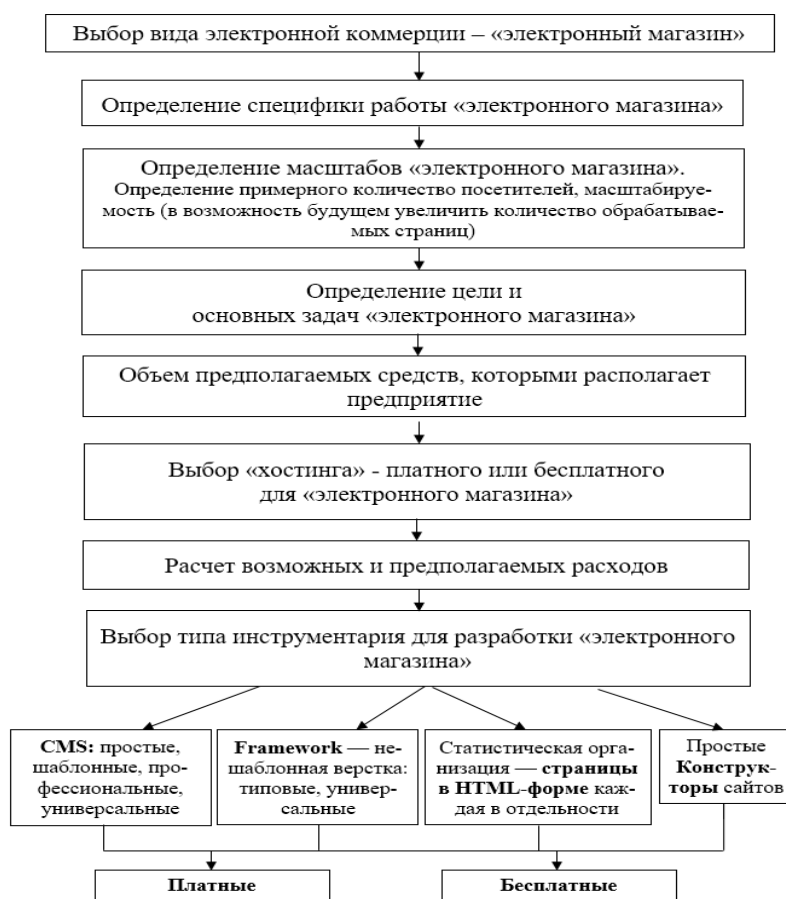 Выбор вида электронной коммерции – «электронный магазин»
Определение специфики работы «электронного магазина»
Определение масштабов «электронного магазина».
Определение примерного количество посетителей, масштабируе-
мость (в возможность будущем увеличить количество обрабатывае-
мых страниц)
Определение цели и
основных задач «электронного магазина»
Объем предполагаемых средств, которыми располагает
предприятие
Выбор «хостинга» - платного или бесплатного
для «электронного магазина»
Расчет возможных и предполагаемых расходов
Выбор типа инструментария для разработки «электронного
магазина»
CMS: простые,
шаблонные, про-
фессиональные,
универсальные
Framework — не-
шаблонная верстка:
типовые, универ-
сальные
Статистическая орга-
низация — страницы
в HTML-форме каж-
дая в отдельности
Простые
Конструк-
торы сайтов
Платные
Бесплатные